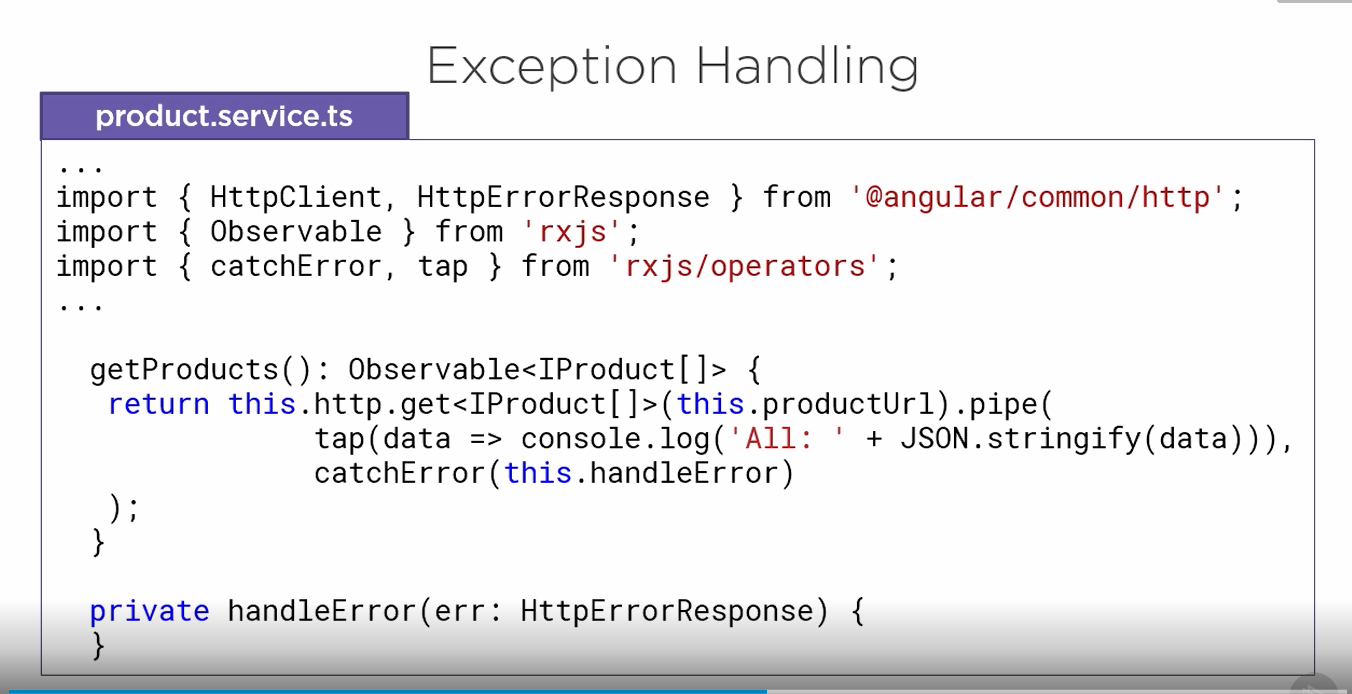 Exception Handling
product.service.ts
...
import { HttpClient, HttpErrorResponse } from '@angular/common/http';
import { Observable } from 'rxjs';
import { catchError, tap } from 'rxjs/operators';
...
getProducts(): Observable<IProduct[]> {
return this.http.get<IProduct[]>(this.productUrl).pipe(
tap(data => console.log('All: ' + JSON.stringify(data))),
catchError(this.handleError)
);
}
private handleError(err: HttpErrorResponse) {
}